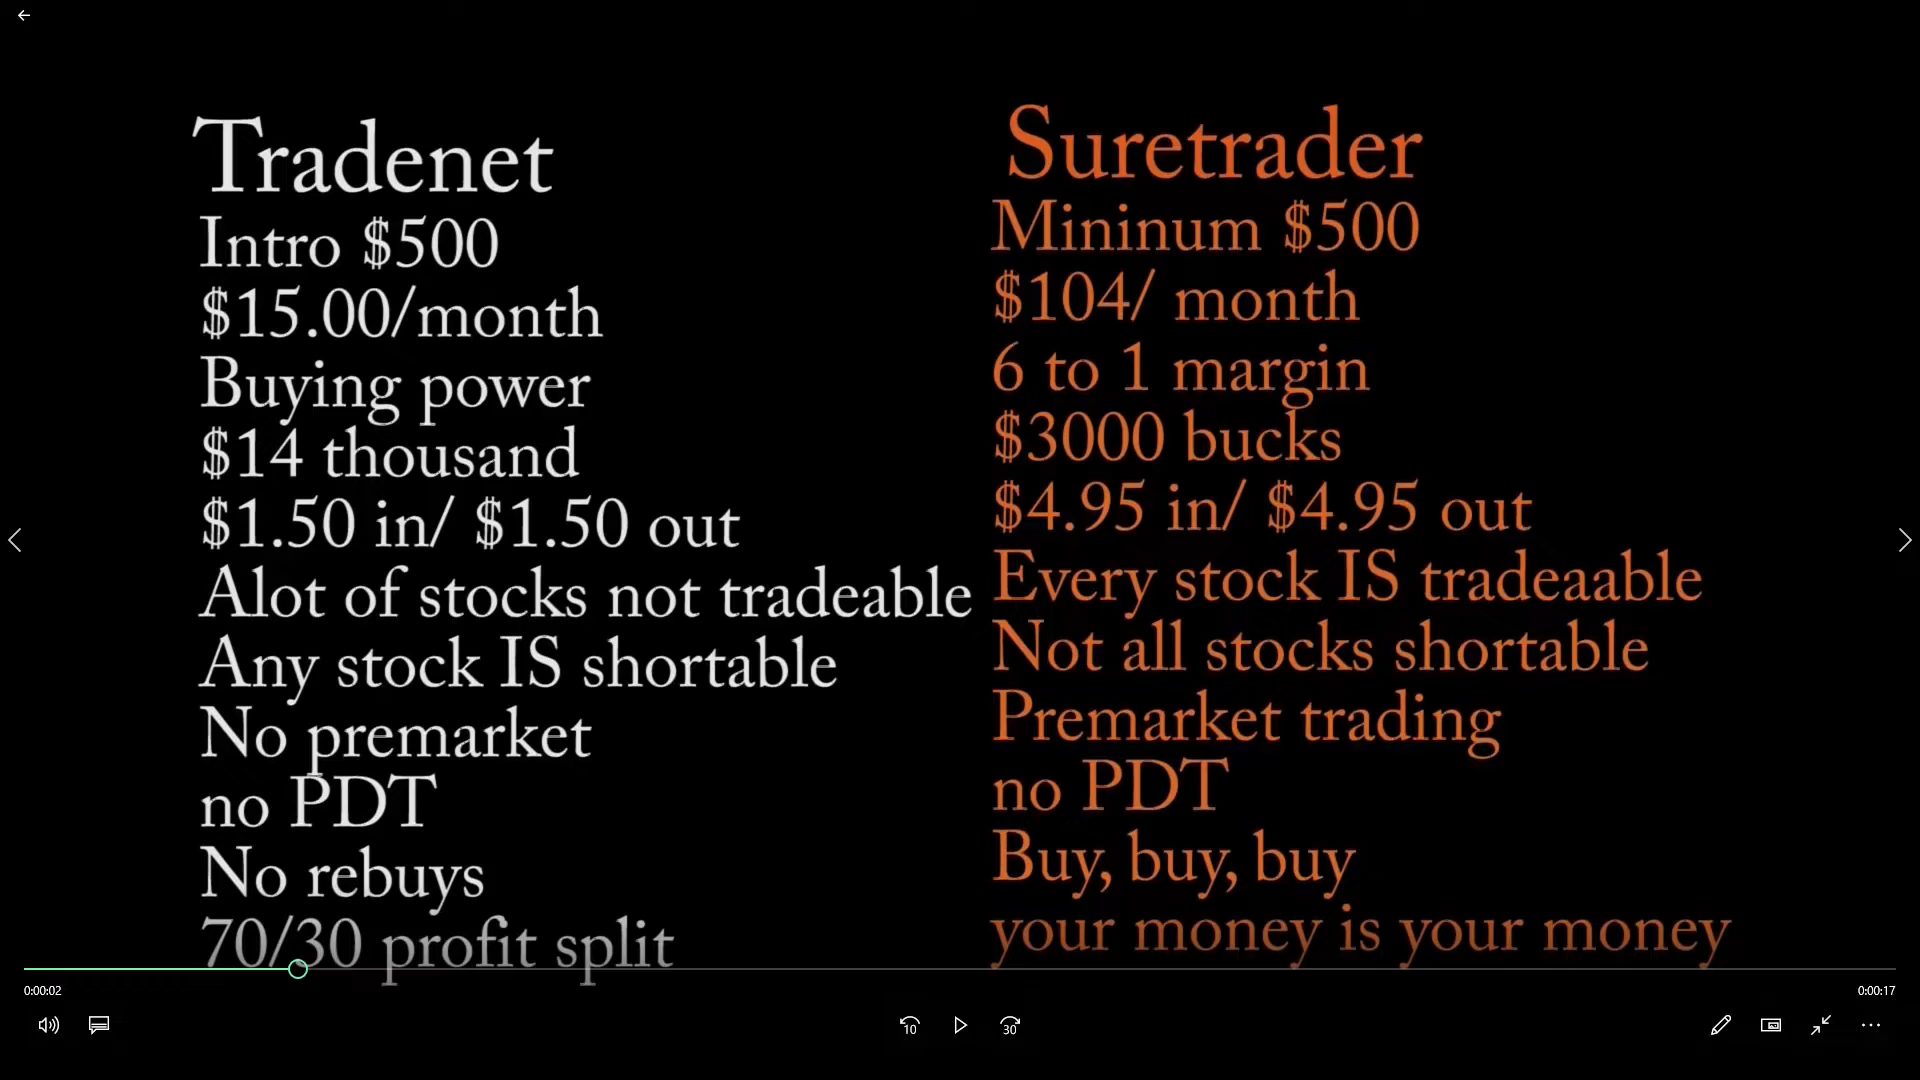 Tradenet
Intro $500
$15.00/month
Buying power
$14 thousand
$1.50 in/ $1.50 out
Alot of stocks not tradeable
Any stock IS shortable
No premarket
no PDT
No rebuys
70/30 profit split
Suretrader
Mininum $500
$104/ month
6 to 1 margin
$3000 bucks
$4.95 in/ $4.95 out
Every stock IS tradeaable
Not all stocks shortable
Premarket trading
no PDT
Buy, buy, buy
your money is your money
0:00:02
0:00:17
10
30